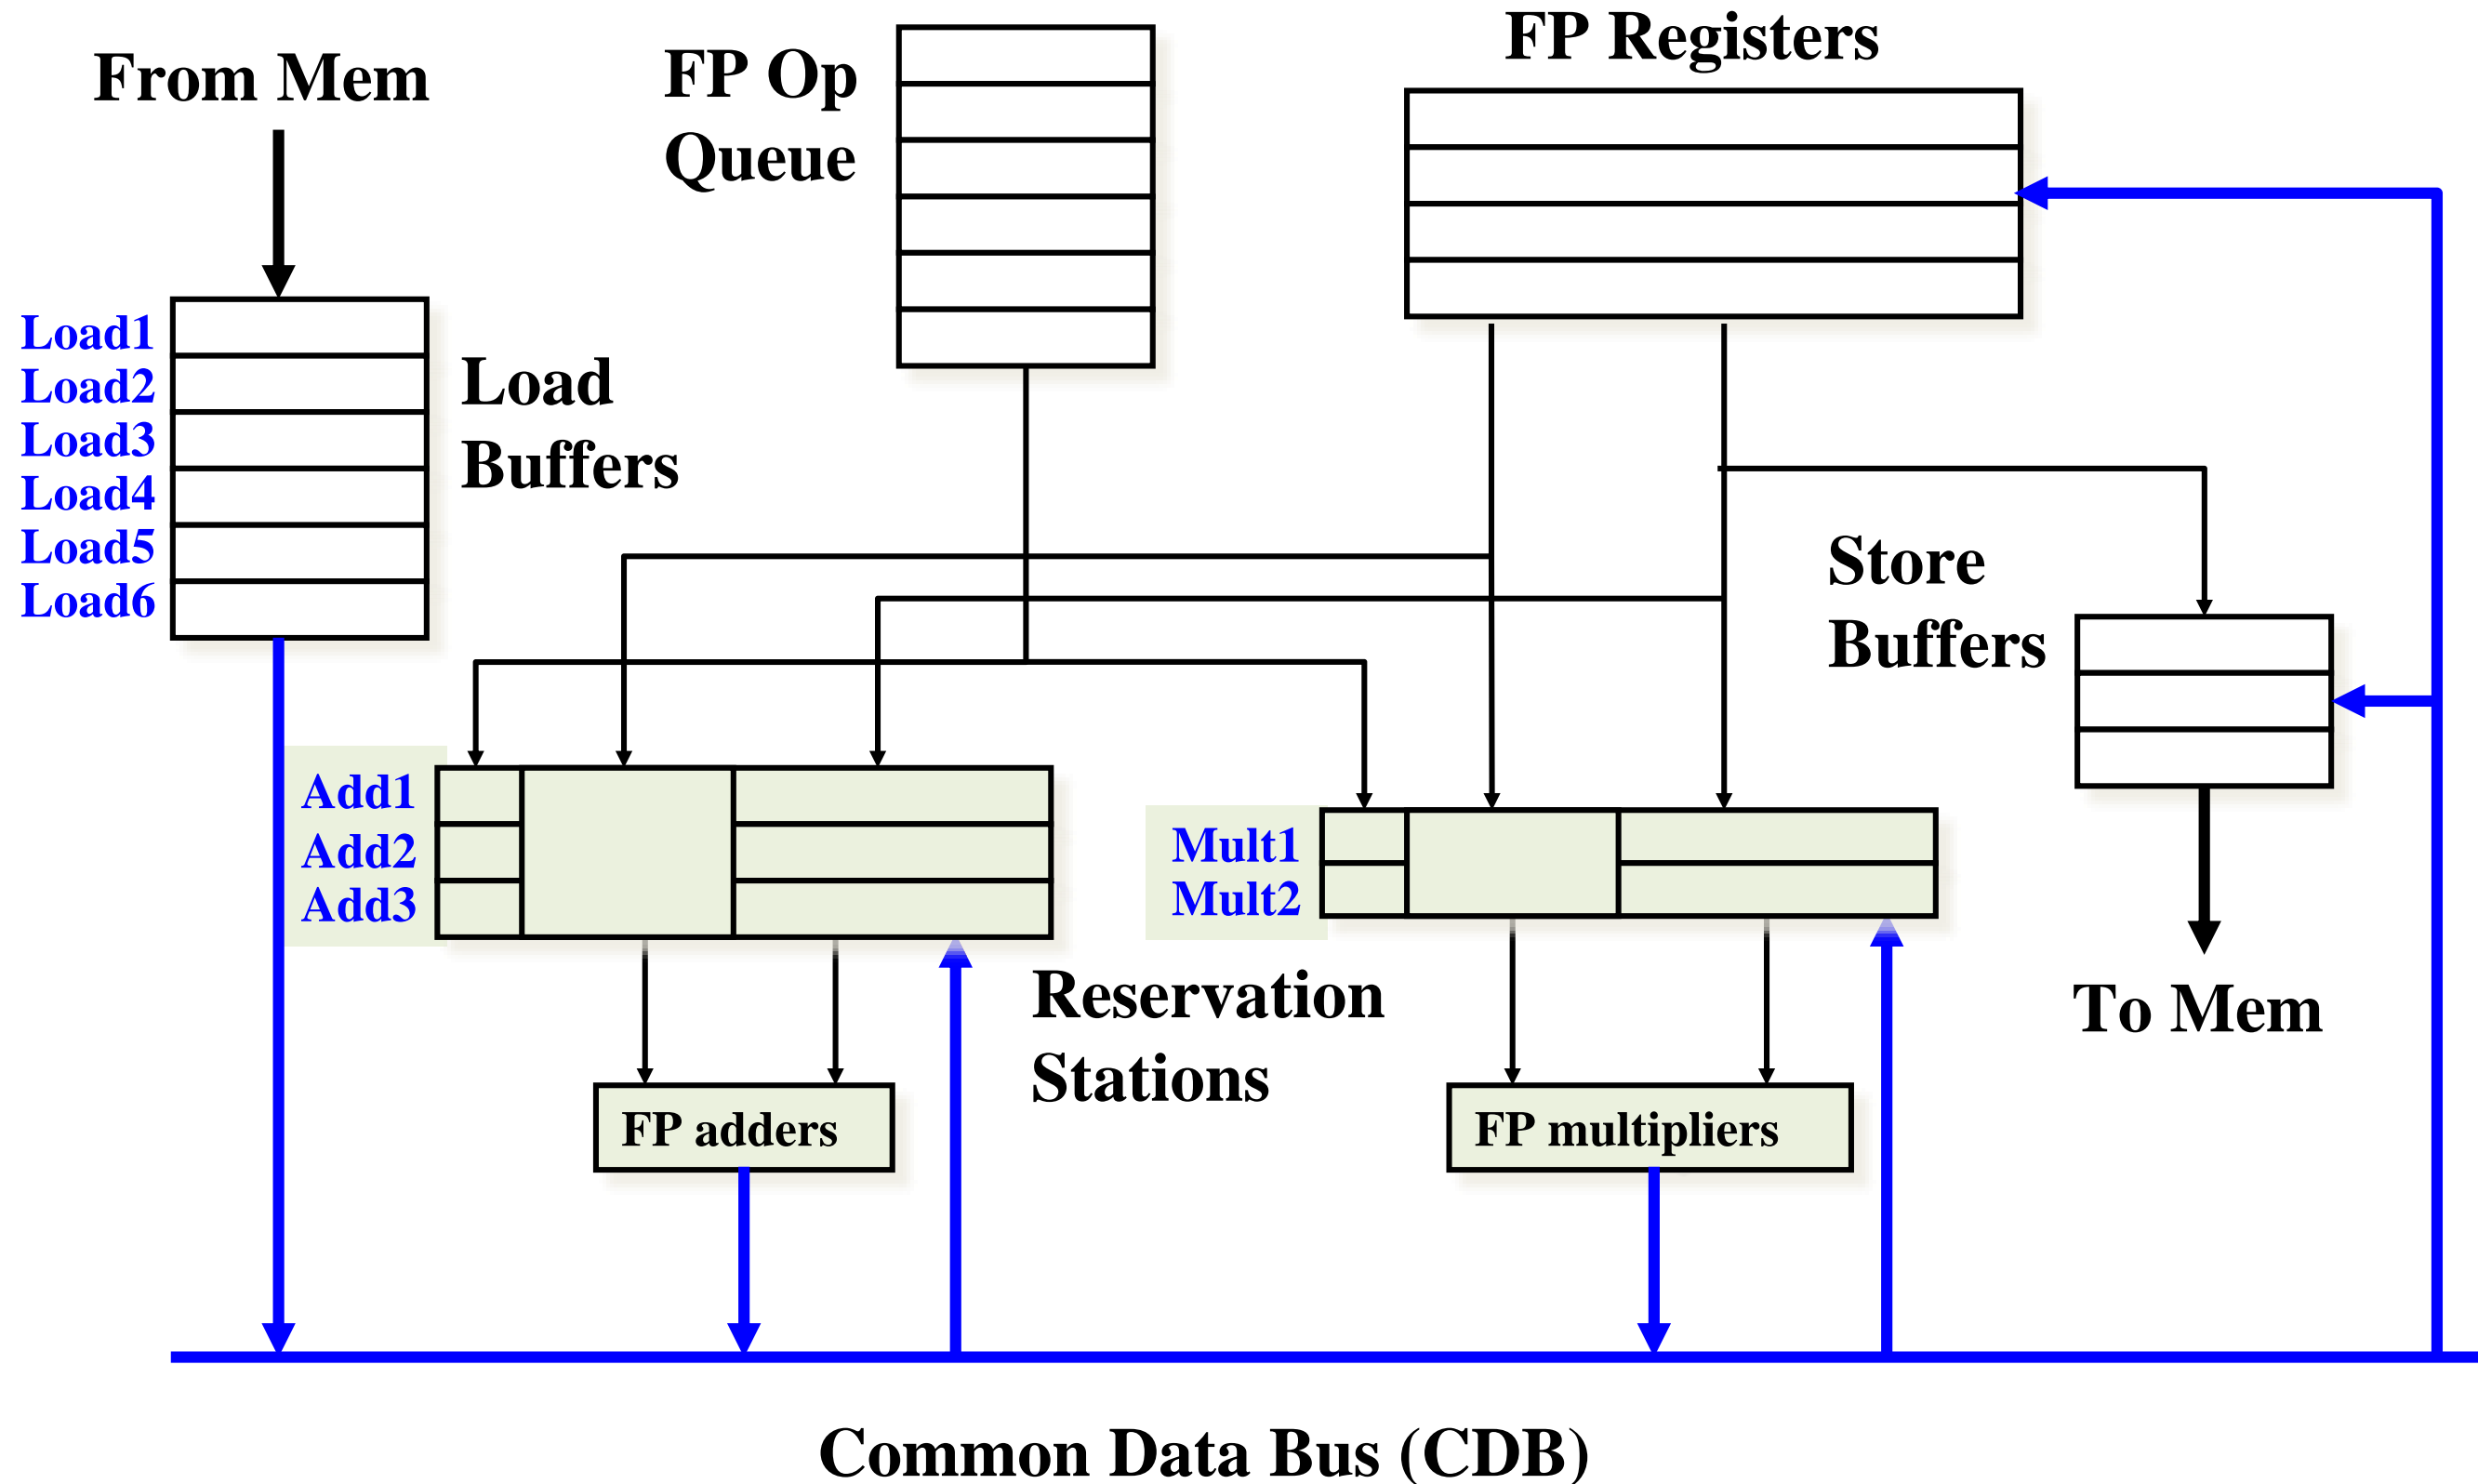 From Mem
FP Op
Queue
FP Registers
Load1
Load2
Load3
Load4
Load5
Load6
Load
Buffers
Store
Buffers
Add1
Add2
Add3
Mult1
Mult2
Reservation
Stations
To Mem
FP adders
FP multipliers
Common Data Bus (CDB)